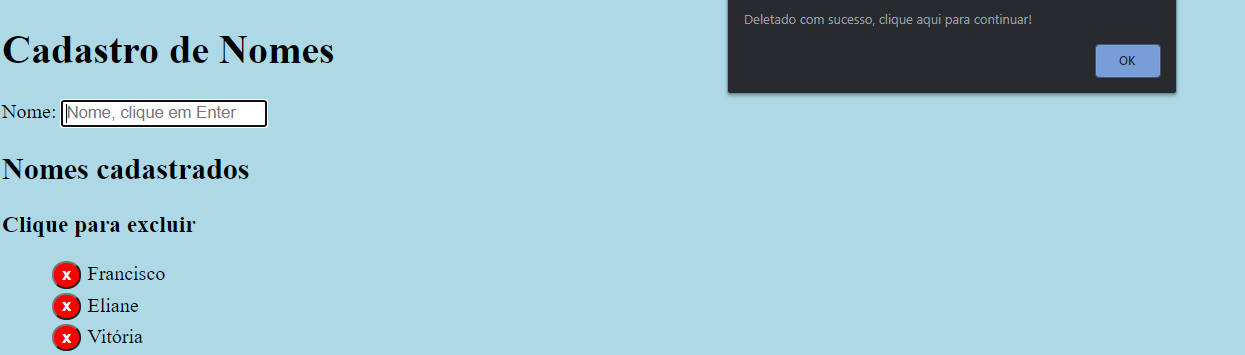 Deletado com sucesso, clique aqui para continuar!
OK
Cadastro de Nomes
Nome: Nome, clique em Enter
Nomes cadastrados
Clique para excluir
x Francisco
x Eliane
x Vitória